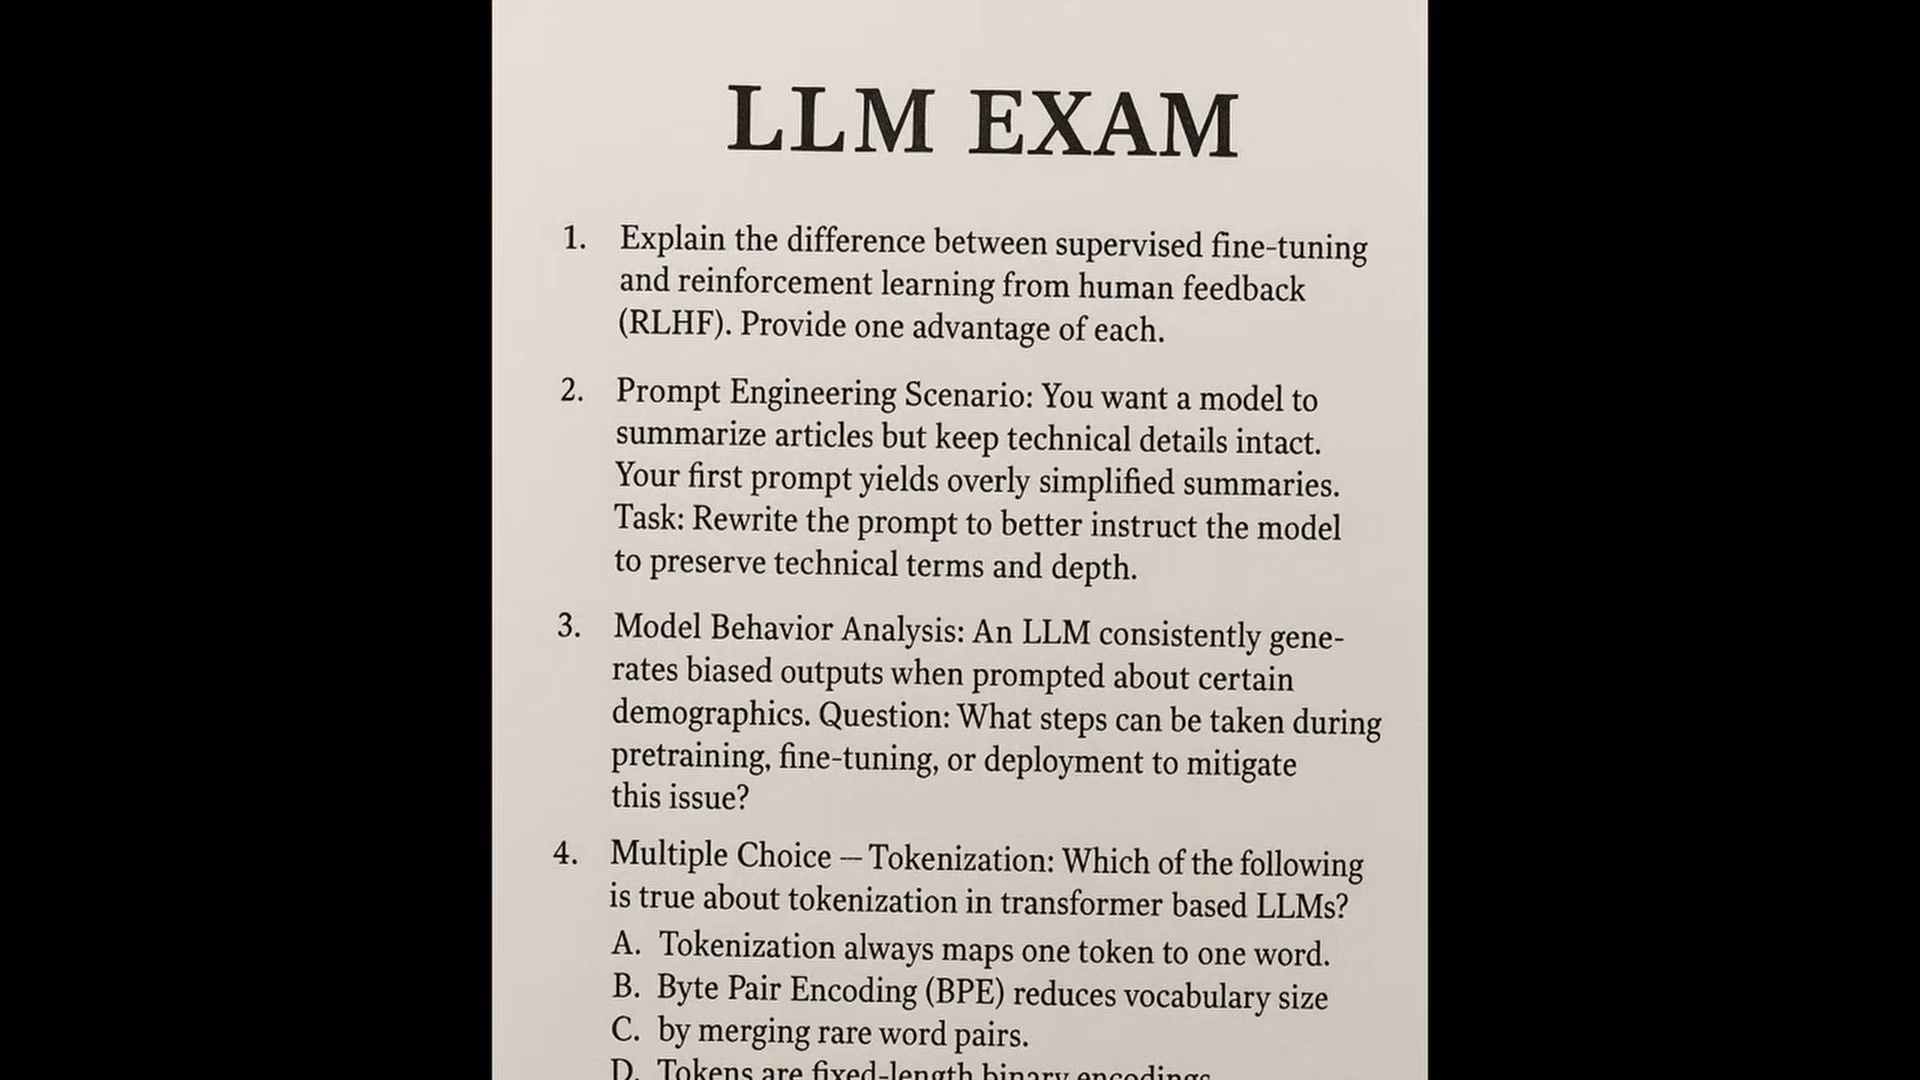 LLM EXAM
1. Explain the difference between supervised fine-tuning
and reinforcement learning from human feedback
(RLHF). Provide one advantage of each.
2. Prompt Engineering Scenario: You want a model to
summarize articles but keep technical details intact.
Your first prompt yields overly simplified summaries.
Task: Rewrite the prompt to better instruct the model
to preserve technical terms and depth.
3. Model Behavior Analysis: An LLM consistently gene-
rates biased outputs when prompted about certain
demographics. Question: What steps can be taken during
pretraining, fine-tuning, or deployment to mitigate
this issue?
4. Multiple Choice — Tokenization: Which of the following
is true about tokenization in transformer based LLMs?
A. Tokenization always maps one token to one word.
B. Byte Pair Encoding (BPE) reduces vocabulary size
C. by merging rare word pairs.
D. Tokens are fixed-length binary encodings